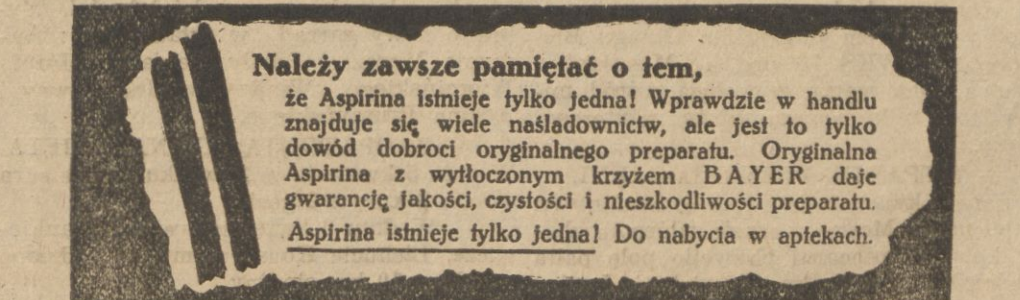 Należy zawsze pamiętać o tem,
że Aspirina istnieje tylko jedna! Wprawdzie w handlu
znajduje się wiele naśladownictw, ale jest to tylko
dowód dobroci oryginalnego preparatu. Oryginalna
Aspirina z wytłoczonym krzyżem BAYER daje
gwarancję jakości, czystości i nieszkodliwości preparatu.
Aspirina istnieje tylko jedna! Do nabycia w aptekach.